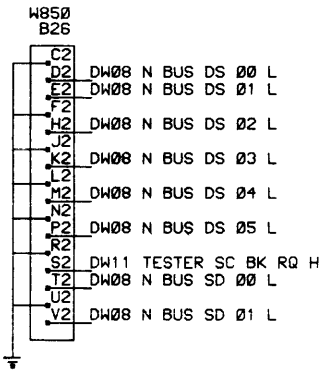 W850
B26
C2
D2 DW08 N BUS DS 00 L
E2 DW08 N BUS DS 01 L
F2
H2 DW08 N BUS DS 02 L
J2
K2 DW08 N BUS DS 03 L
L2
M2 DW08 N BUS DS 04 L
N2
P2 DW08 N BUS DS 05 L
R2
S2 DW11 TESTER SC BK RQ H
T2 DW08 N BUS SD 00 L
U2
V2 DW08 N BUS SD 01 L